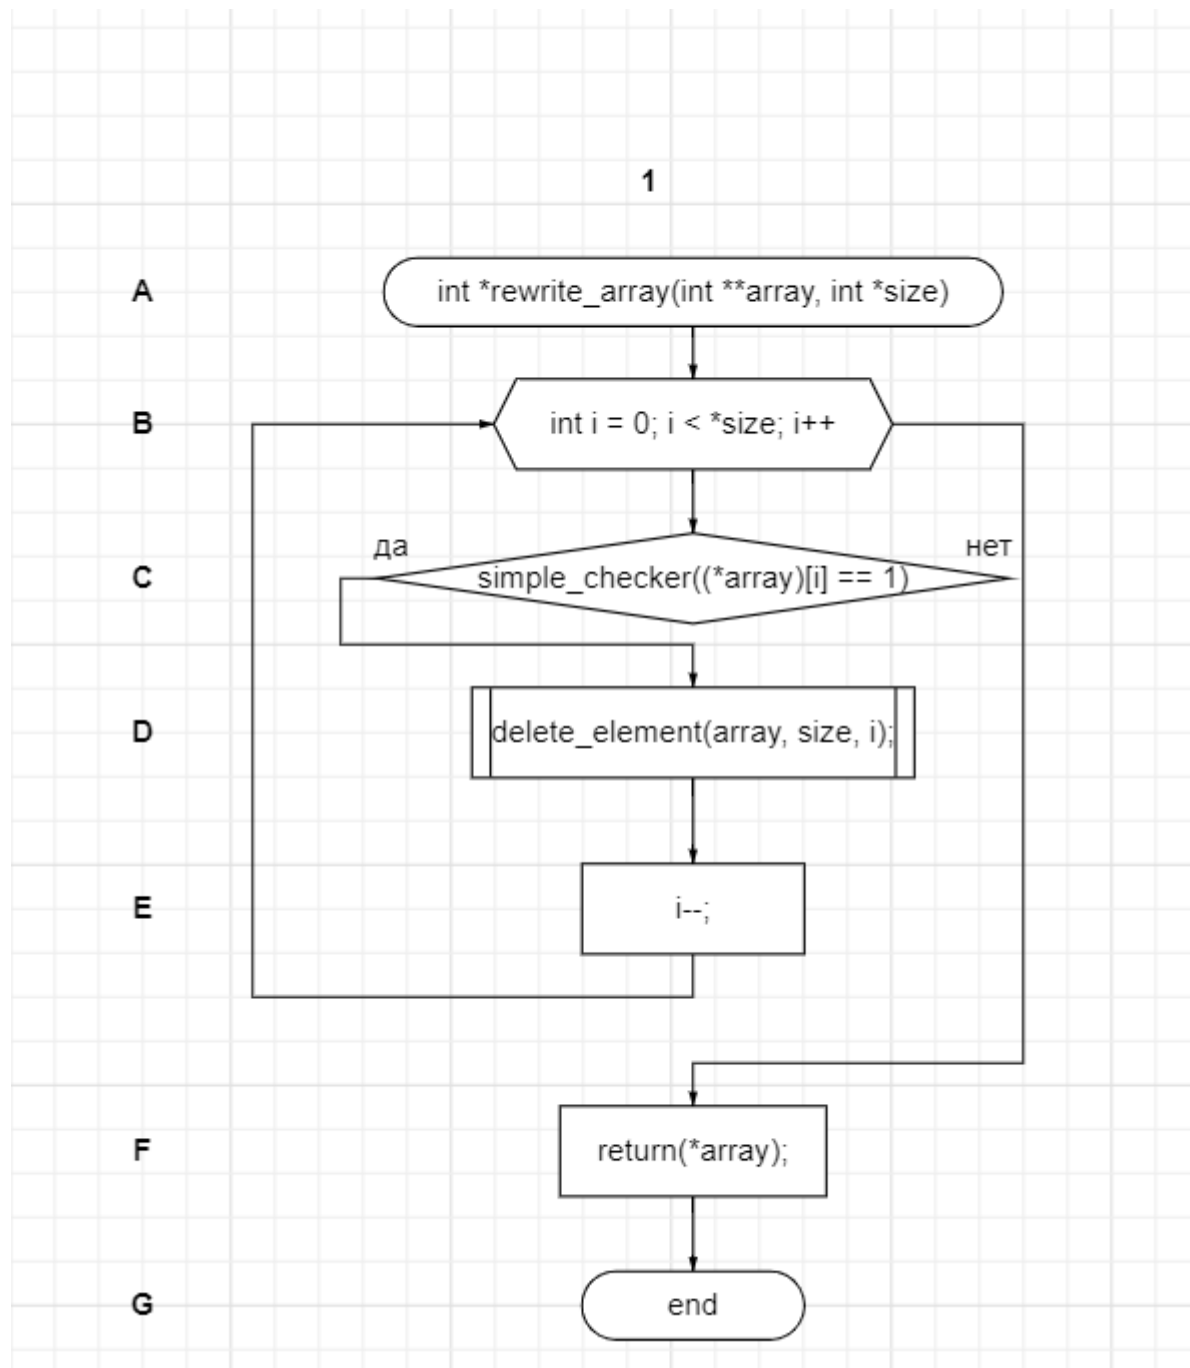 1
A
int *rewrite_array(int **array, int *size)
B
int i = 0; i < *size; i++
да
нет
C
simple_checker((*array)[i] == 1)
D
delete_element(array, size, i);
E
i--;
F
return(*array);
G
end